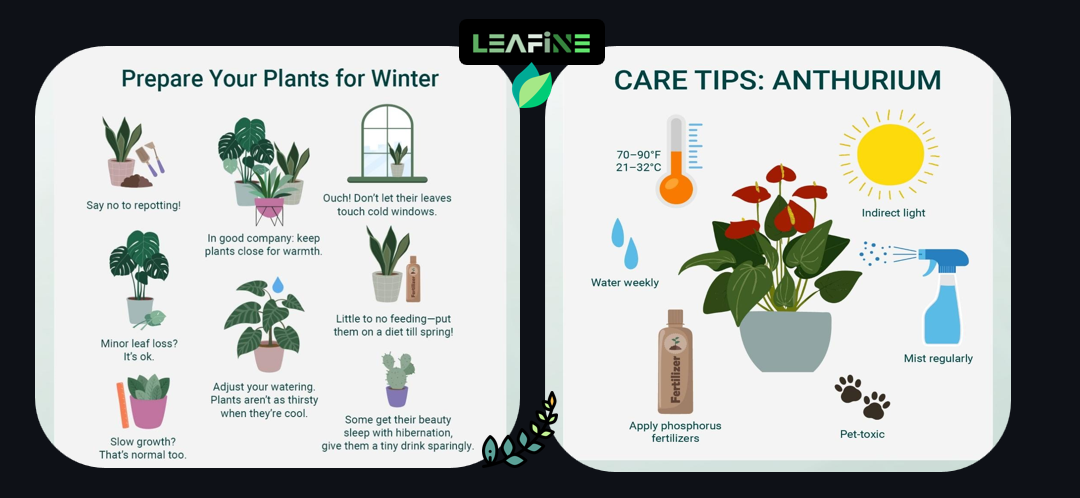 LEAFiNE
Prepare Your Plants for Winter
Say no to repotting!
In good company: keep
plants close for warmth.
Ouch! Don't let their leaves
touch cold windows.
Minor leaf loss?
It's ok.
Adjust your watering.
Plants aren't as thirsty
when they're cool.
Fertilizer
Little to no feeding—put
them on a diet till spring!
Slow growth?
That's normal too.
Some get their beauty
sleep with hibernation,
give them a tiny drink sparingly.
CARE TIPS: ANTHURIUM
70–90°F
21–32°C
Indirect light
Water weekly
Mist regularly
Fertilizer
Apply phosphorus
fertilizers
Pet-toxic